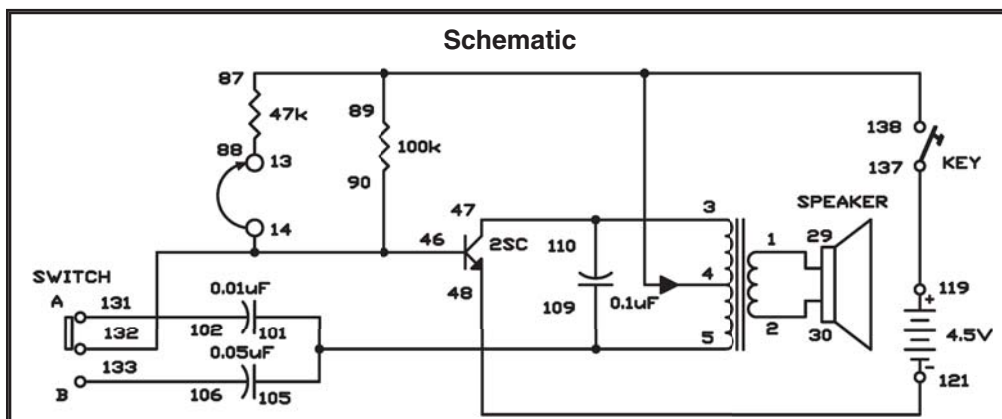 Schematic
87
47k
88
13
14
89
100k
90
138
137
KEY
47
46
2SC
48
110
109
0.1uF
3
4
5
1
2
SPEAKER
29
30
119
+
4.5V
-
121
SWITCH
A
131
0.01uF
132
102
101
0.05uF
133
106
105
B